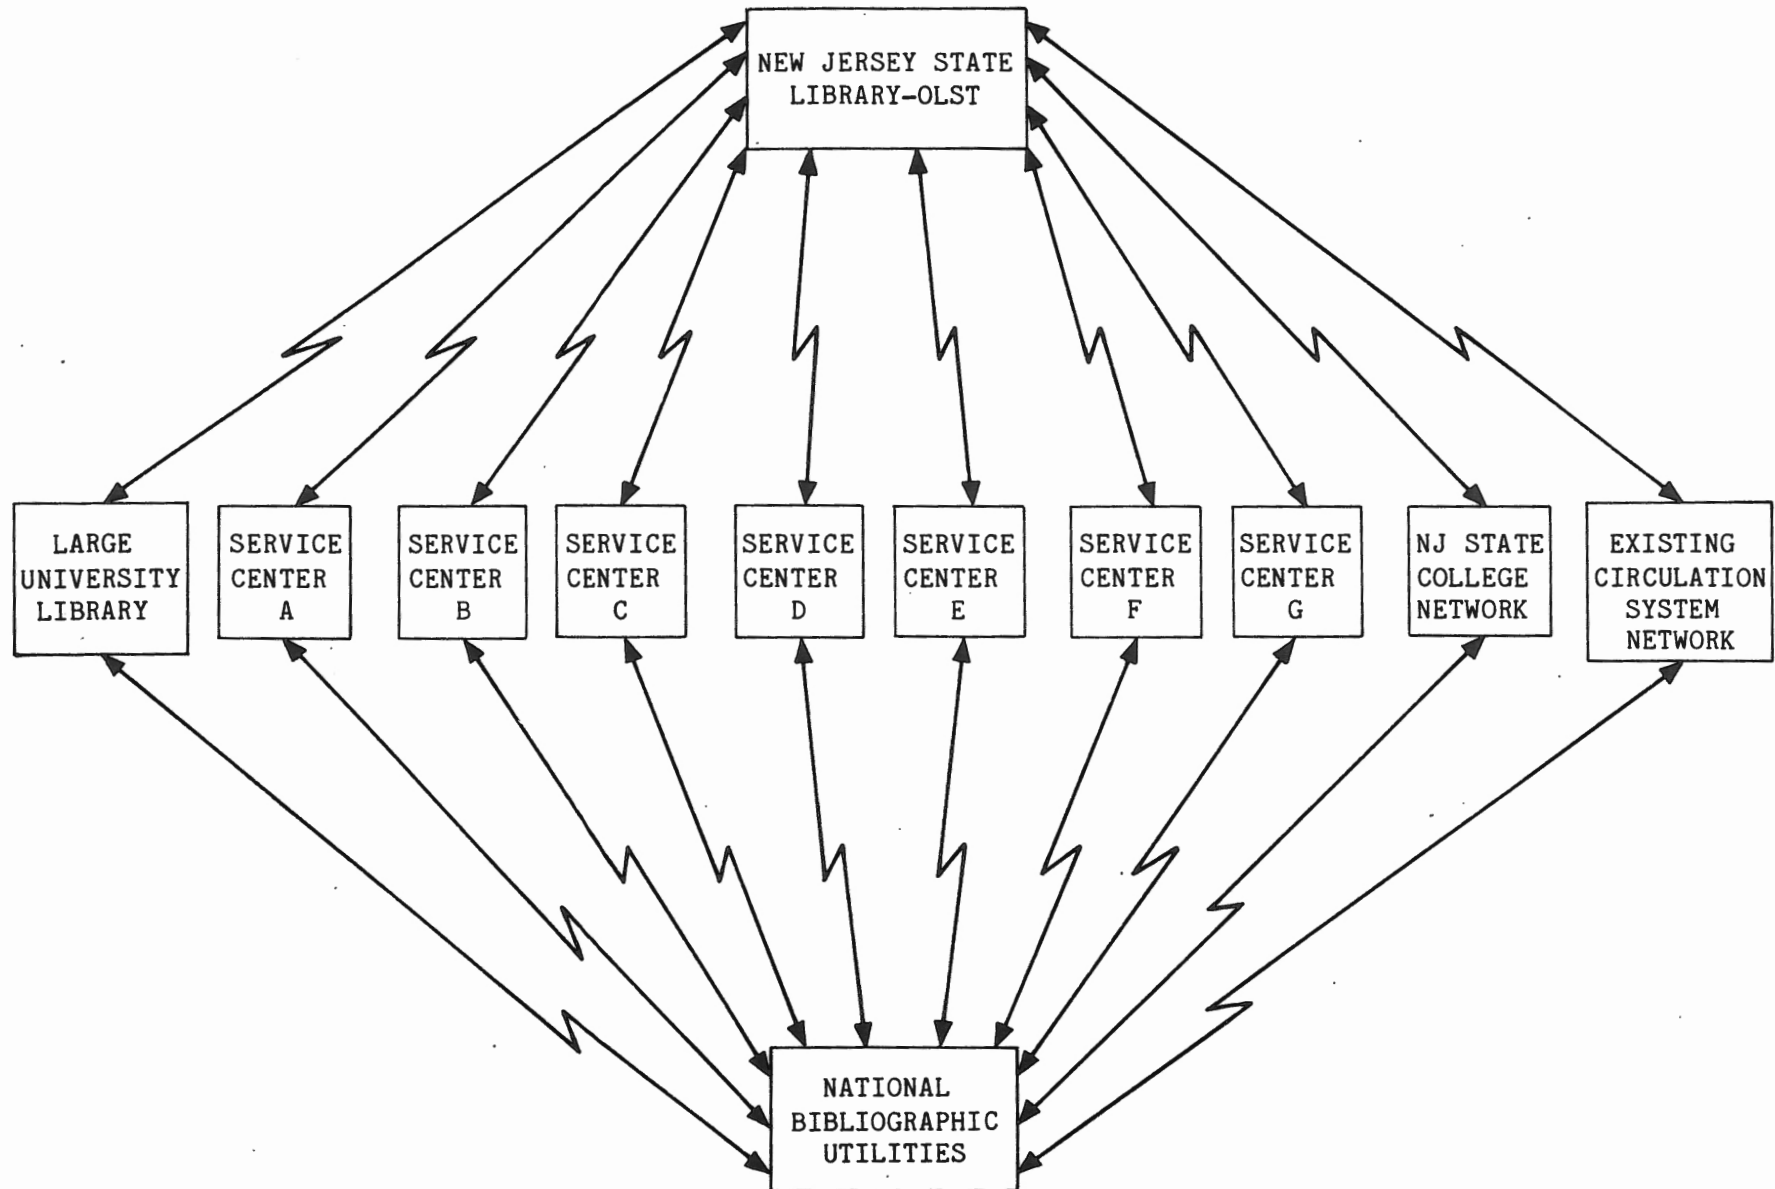 NEW JERSEY STATE
LIBRARY-OLST
LARGE
UNIVERSITY
LIBRARY
SERVICE
CENTER
A
SERVICE
CENTER
B
SERVICE
CENTER
C
SERVICE
CENTER
D
SERVICE
CENTER
E
SERVICE
CENTER
F
SERVICE
CENTER
G
NJ STATE
COLLEGE
NETWORK
EXISTING
CIRCULATION
SYSTEM
NETWORK
NATIONAL
BIBLIOGRAPHIC
UTILITIES